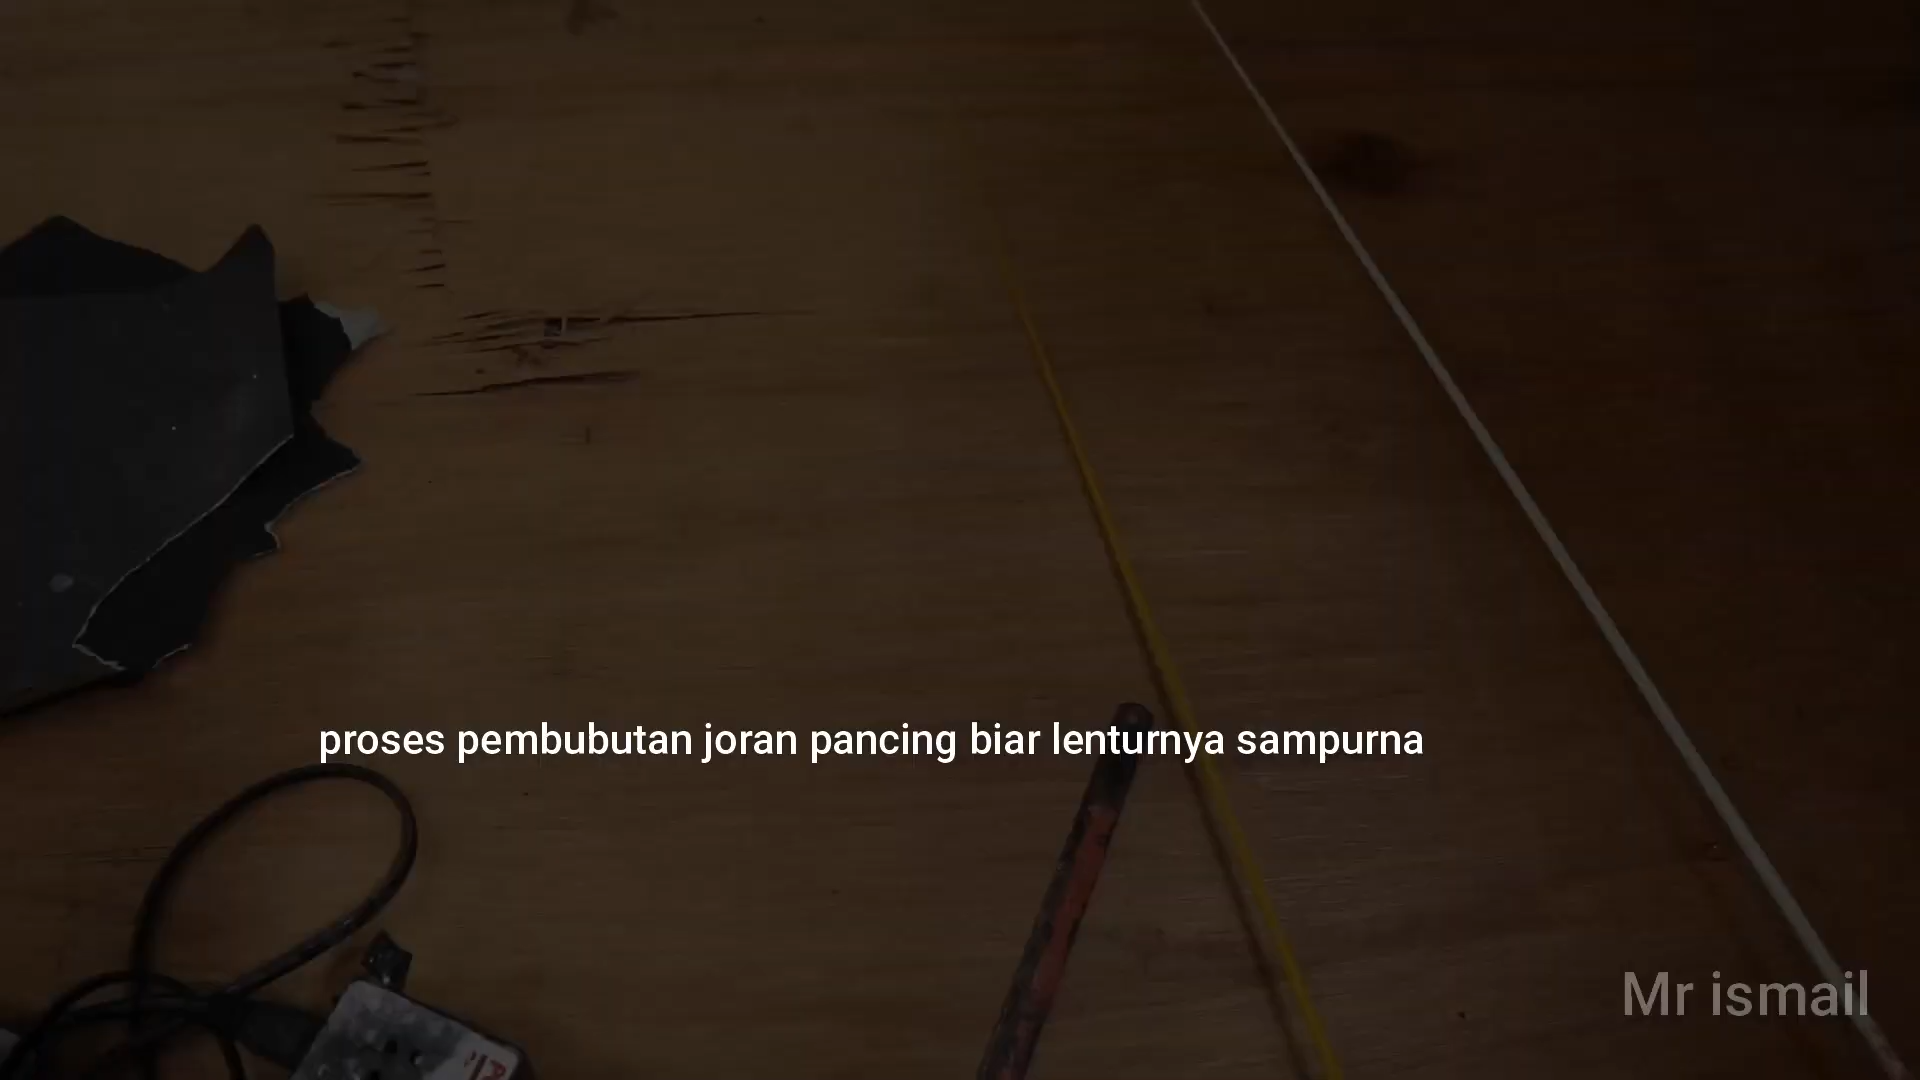 proses pembubutan joran pancing biar lenturnya sampurna
Mr ismail